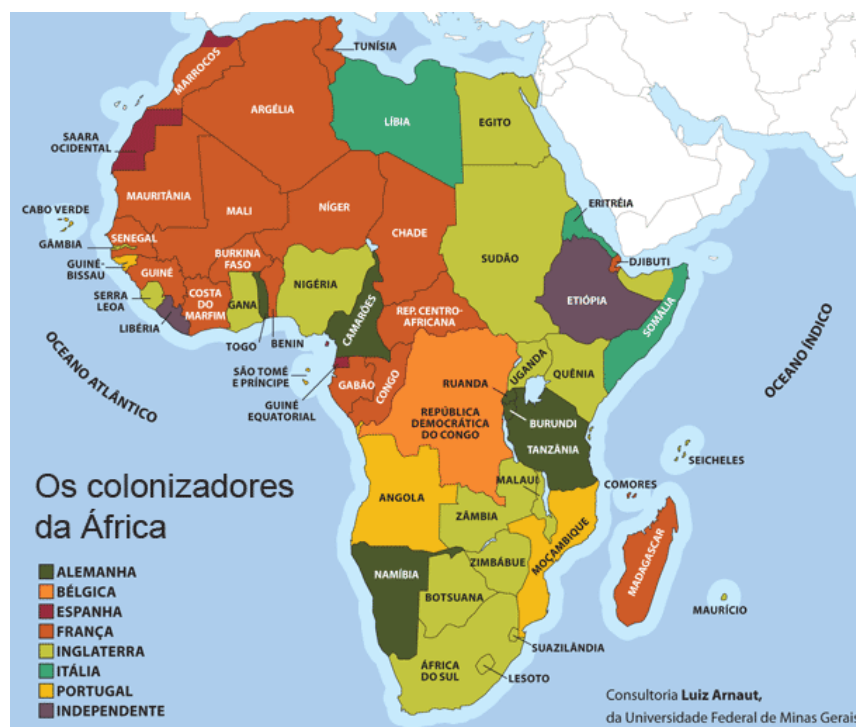 TUNÍSIA
MARROCOS
ARGÉLIA
LÍBIA
EGITO
SAARA
OCIDENTAL
MAURITÂNIA
MALI
NÍGER
CHADE
SUDÃO
ERITRÉIA
CABO VERDE
SENEGAL
GÂMBIA
GUINÉ-
BISSAU
GUINÉ
BURKINA
FASO
DJIBUTI
NIGÉRIA
SERRA
LEOA
COSTA
DO
MARFIM
GANA
LIBÉRIA
TOGO
BENIN
CAMARÕES
REP. CENTRO-
AFRICANA
ETIÓPIA
SOMÁLIA
OCEANO ATLÂNTICO
OCEANO ÍNDICO
SÃO TOMÉ
E PRÍNCIPE
GUINÉ
EQUATORIAL
GABÃO
CONGO
UGANDA
QUÊNIA
RUANDA
REPÚBLICA
DEMOCRÁTICA
DO CONGO
BURUNDI
TANZÂNIA
SEICHELES
COMORES
MALAUI
ANGOLA
ZÂMBIA
MOÇAMBIQUE
MADAGASCAR
MAURÍCIO
NAMÍBIA
ZIMBÁBUE
BOTSUANA
SUAZILÂNDIA
LESOTO
ÁFRICA
DO SUL
Os colonizadores
da África
ALEMANHA
BÉLGICA
ESPANHA
FRANÇA
INGLATERRA
ITÁLIA
PORTUGAL
INDEPENDENTE
Consultoria Luiz Arnaut,
da Universidade Federal de Minas Gerais